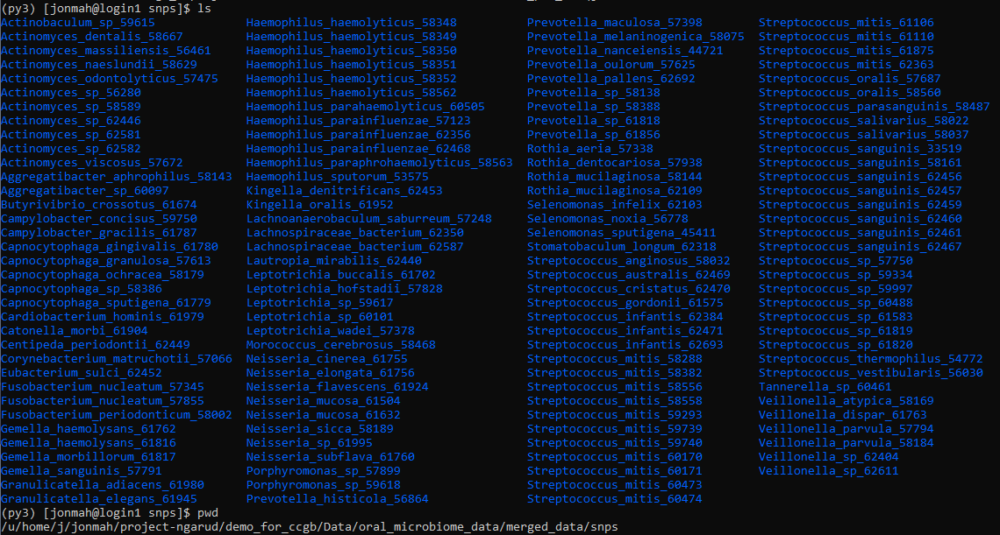 (py3) [jonmah@login1 snps]$ ls
Actinobaculum_sp_59615 Haemophilus_haemolyticus_58348 Prevotella_maculosa_57398 Streptococcus_mitis_61106
Actinomyces_dentalis_58667 Haemophilus_haemolyticus_58349 Prevotella_melaninogenica_58075 Streptococcus_mitis_61110
Actinomyces_massiliensis_56461 Haemophilus_haemolyticus_58350 Prevotella_nanceiensis_44721 Streptococcus_mitis_61875
Actinomyces_naeslundii_58629 Haemophilus_haemolyticus_58351 Prevotella_oulorum_57625 Streptococcus_mitis_62363
Actinomyces_odontolyticus_57475 Haemophilus_haemolyticus_58352 Prevotella_pallens_62692 Streptococcus_oralis_57687
Actinomyces_sp_56280 Haemophilus_haemolyticus_58562 Prevotella_sp_58138 Streptococcus_oralis_58560
Actinomyces_sp_58589 Haemophilus_parahaemolyticus_60505 Prevotella_sp_58388 Streptococcus_parasanguinis_58487
Actinomyces_sp_62446 Haemophilus_parainfluenzae_57123 Prevotella_sp_61818 Streptococcus_salivarius_58022
Actinomyces_sp_62581 Haemophilus_parainfluenzae_62356 Prevotella_sp_61856 Streptococcus_salivarius_58037
Actinomyces_sp_62582 Haemophilus_parainfluenzae_62468 Rothia_aeria_57338 Streptococcus_sanguinis_33519
Actinomyces_viscosus_57672 Haemophilus_paraphrohaemolyticus_58563 Rothia_dentocariosa_57938 Streptococcus_sanguinis_58161
Aggregatibacter_aphrophilus_58143 Haemophilus_sputorum_53575 Rothia_mucilaginosa_58144 Streptococcus_sanguinis_62456
Aggregatibacter_sp_60097 Kingella_denitrificans_62453 Rothia_mucilaginosa_62109 Streptococcus_sanguinis_62457
Butyrivibrio_crossotus_61674 Kingella_oralis_61952 Selenomonas_infelix_62103 Streptococcus_sanguinis_62459
Campylobacter_concisus_59750 Lachnoanaerobaculum_saburreum_57248 Selenomonas_noxia_56778 Streptococcus_sanguinis_62460
Campylobacter_gracilis_61787 Lachnospiraceae_bacterium_62350 Selenomonas_sputigena_45411 Streptococcus_sanguinis_62461
Capnocytophaga_gingivalis_61780 Lachnospiraceae_bacterium_62587 Stomatobaculum_longum_62318 Streptococcus_sanguinis_62467
Capnocytophaga_granulosa_57613 Lautropia_mirabilis_62440 Streptococcus_anginosus_58032 Streptococcus_sp_57750
Capnocytophaga_ochracea_58179 Leptotrichia_buccalis_61702 Streptococcus_australis_62469 Streptococcus_sp_59334
Capnocytophaga_sp_58386 Leptotrichia_hofstadii_57828 Streptococcus_cristatus_62470 Streptococcus_sp_59997
Capnocytophaga_sputigena_61779 Leptotrichia_sp_59617 Streptococcus_gordonii_61575 Streptococcus_sp_60488
Cardiobacterium_hominis_61979 Leptotrichia_sp_60101 Streptococcus_infantis_62384 Streptococcus_sp_61583
Catonella_morbi_61904 Leptotrichia_wadei_57378 Streptococcus_infantis_62471 Streptococcus_sp_61819
Centipeda_periodontii_62449 Morococcus_cerebrosus_58468 Streptococcus_infantis_62693 Streptococcus_sp_61820
Corynebacterium_matruchotii_57066 Neisseria_cinerea_61755 Streptococcus_mitis_58288 Streptococcus_thermophilus_54772
Eubacterium_sulci_62452 Neisseria_elongata_61756 Streptococcus_mitis_58382 Streptococcus_vestibularis_56030
Fusobacterium_nucleatum_57345 Neisseria_flavescens_61924 Streptococcus_mitis_58556 Tannerella_sp_60461
Fusobacterium_nucleatum_57855 Neisseria_mucosa_61504 Streptococcus_mitis_58558 Veillonella_atypica_58169
Fusobacterium_periodonticum_58002 Neisseria_mucosa_61632 Streptococcus_mitis_59293 Veillonella_dispar_61763
Gemella_haemolysans_61762 Neisseria_sicca_58189 Streptococcus_mitis_59739 Veillonella_parvula_57794
Gemella_haemolysans_61816 Neisseria_sp_61995 Streptococcus_mitis_59740 Veillonella_parvula_58184
Gemella_morbillorum_61817 Neisseria_subflava_61760 Streptococcus_mitis_60170 Veillonella_sp_62404
Gemella_sanguinis_57791 Porphyromonas_sp_57899 Streptococcus_mitis_60171 Veillonella_sp_62611
Granulicatella_adiacens_61980 Porphyromonas_sp_59618 Streptococcus_mitis_60473
Granulicatella_elegans_61945 Prevotella_histicola_56864 Streptococcus_mitis_60474
(py3) [jonmah@login1 snps]$ pwd
/u/home/j/jonmah/project-ngarud/demo_for_ccgb/Data/oral_microbiome_data/merged_data/snps